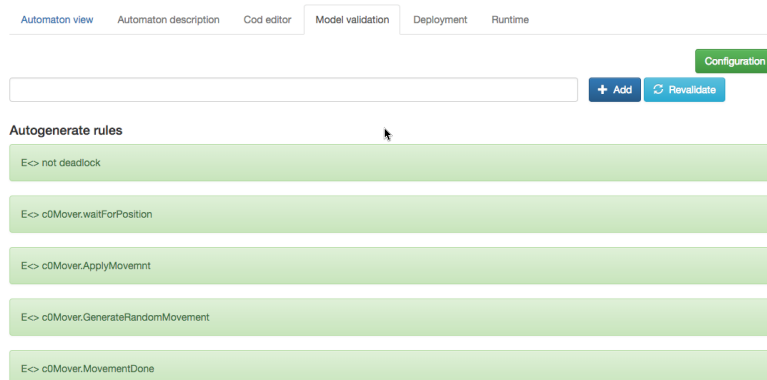 Automaton view Automaton description Cod editor Model validation Deployment Runtime
Configuration
Add Revalidate
Autogenerate rules
E<> not deadlock
E<> c0Mover.waitForPosition
E<> c0Mover.ApplyMovemnt
E<> c0Mover.GenerateRandomMovement
E<> c0Mover.MovementDone